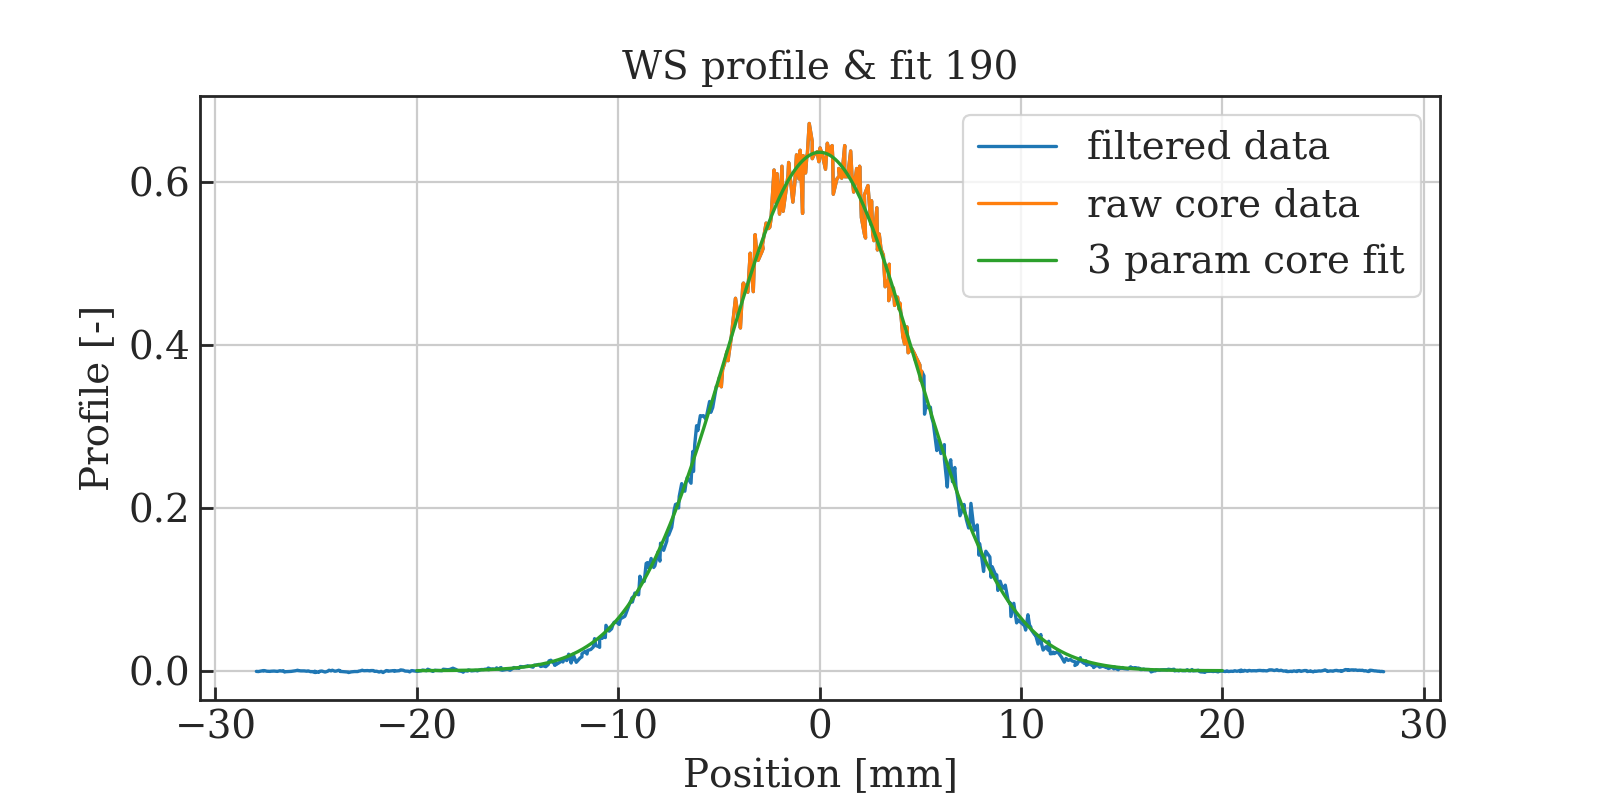 WS profile & fit 190
filtered data
raw core data
3 param core fit
Profile [-]
0.6
0.4
0.2
0.0
−30 −20 −10 0 10 20 30
Position [mm]